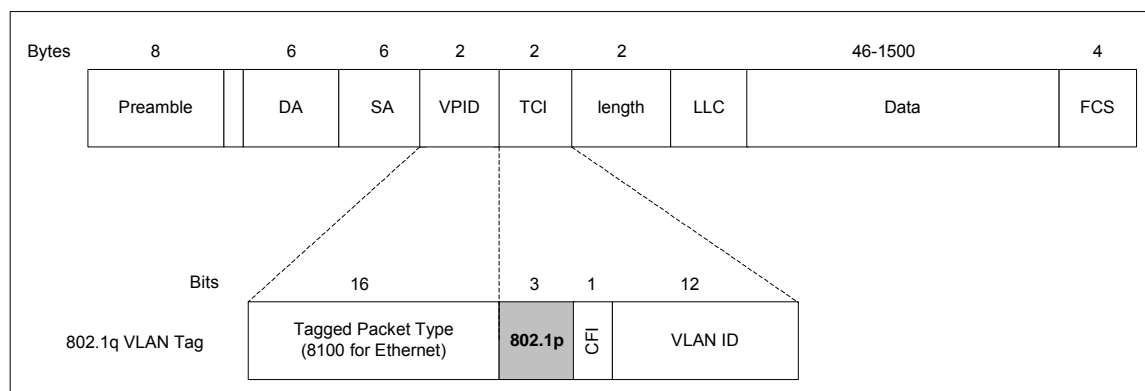 Bytes 8 6 6 2 2 2 46-1500 4
Preamble DA SA VPID TCI length LLC Data FCS
Bits 16 3 1 12
802.1q VLAN Tag
Tagged Packet Type
(8100 for Ethernet)
802.1p
CFI
VLAN ID